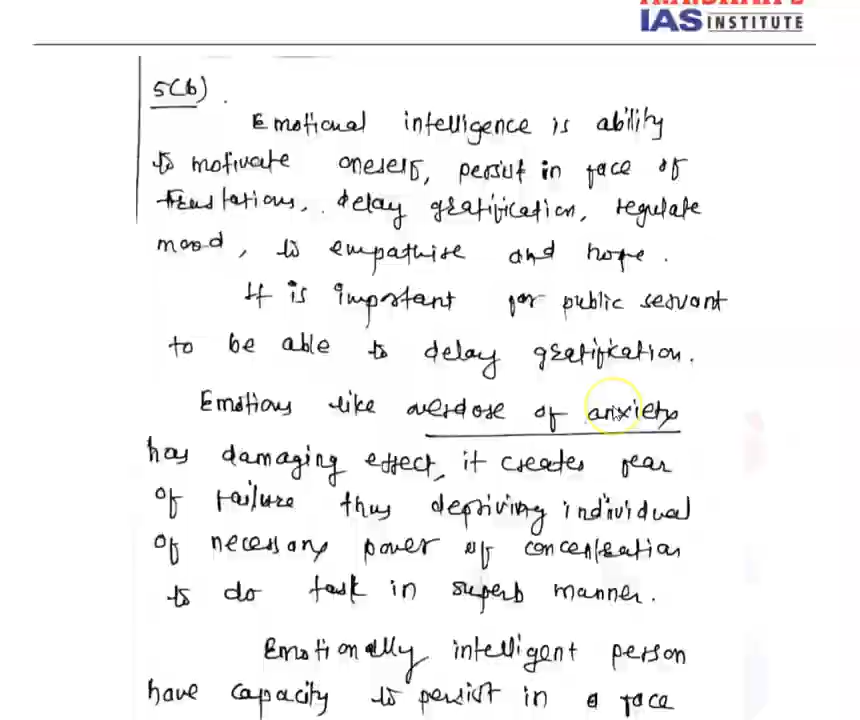 IAS INSTITUTE
5(b)
Emotional intelligence is ability
to motivate oneself, persist in face of
frustations, delay gratification, regulate
mood, to empathise and hope.
It is important for public servant
to be able to delay gratification.
Emotions like overdose of anxiety
has damaging effect, it creates fear
of failure thus depriving individual
of necessary power of concentration
to do task in superb manner.
Emotionally intelligent person
have capacity to persist in a face